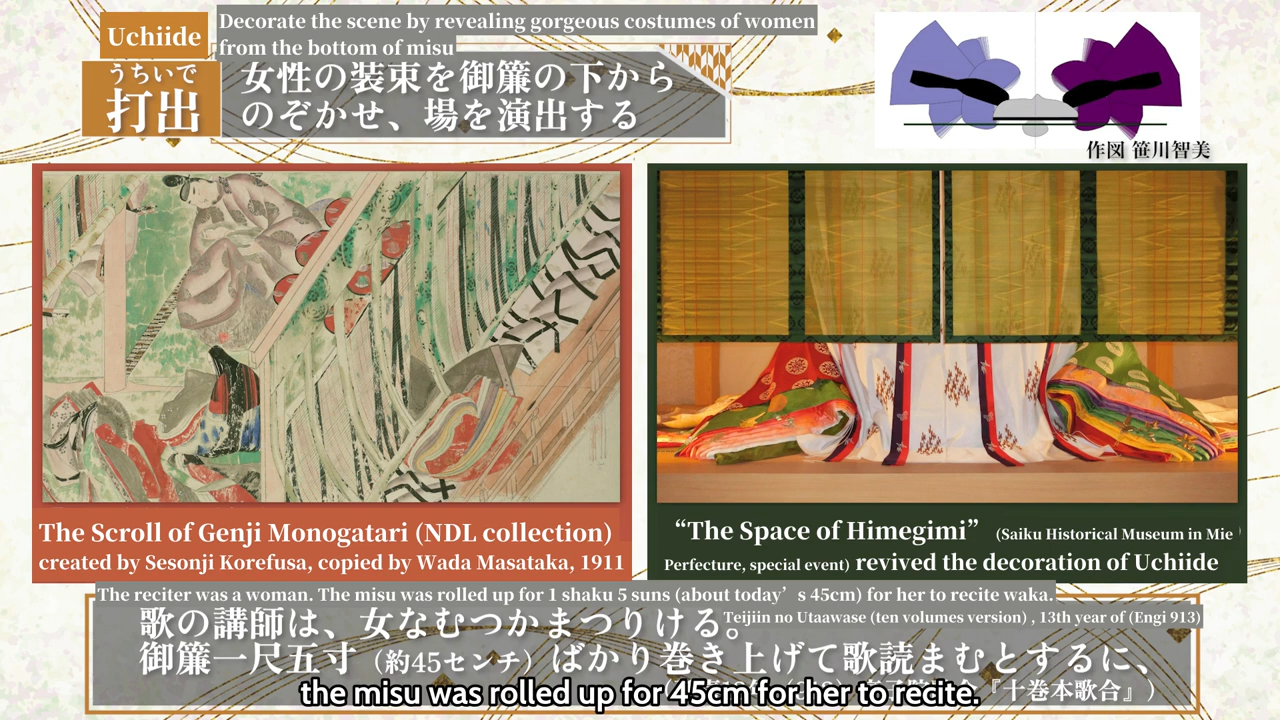 Uchiide
Decorate the scene by revealing gorgeous costumes of women
from the bottom of misu
うちいで
打出
女性の装束を御簾の下から
のぞかせ、場を演出する
作図 笹川智美
The Scroll of Genji Monogatari (NDL collection)
created by Sesonji Korefusa, copied by Wada Masataka, 1911
“The Space of Himegimi” (Saiku Historical Museum in Mie
Perfecture, special event) revived the decoration of Uchiide
The reciter was a woman. The misu was rolled up for 1 shaku 5 suns (about today’s 45cm) for her to recite waka.
Teijiin no Utaawase (ten volumes version) , 13th year of (Engi 913)
歌の講師は、女なむつかまつりける。
御簾一尺五寸（約45センチ）ばかり巻き上げて歌読まむとするに、
『十巻本歌合』）
the misu was rolled up for 45cm for her to recite.